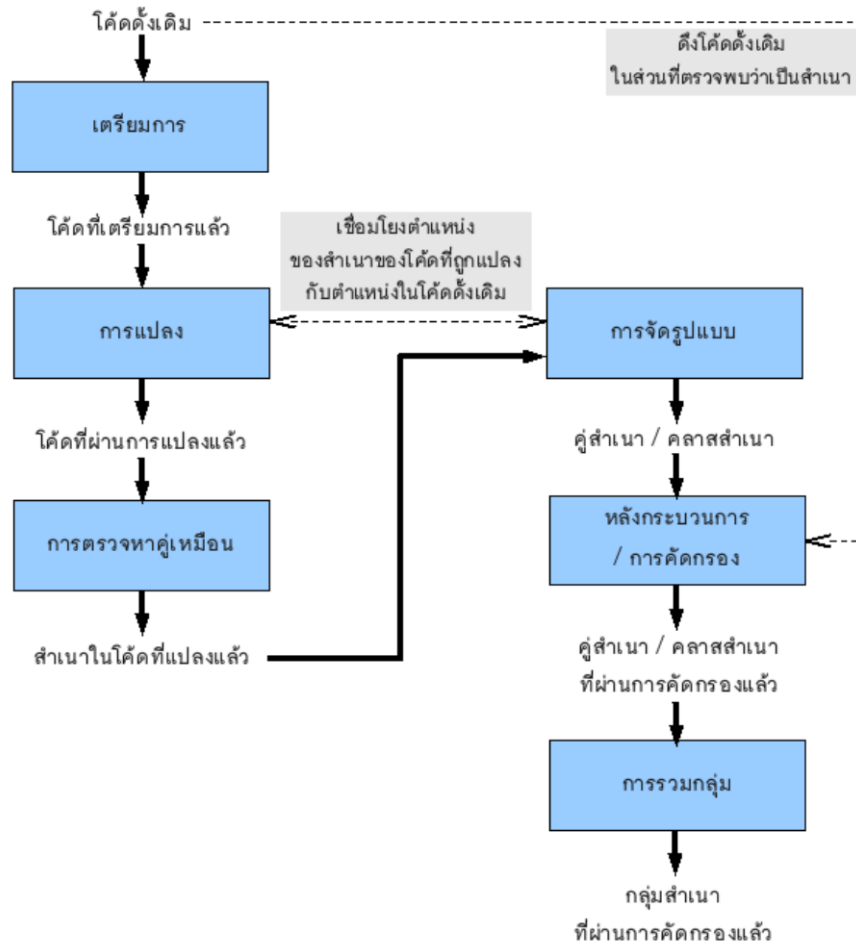 โค้ดดั้งเดิม
ดึงโค้ดดั้งเดิม
ในส่วนที่ตรวจพบว่าเป็นสำเนา
เตรียมการ
โค้ดที่เตรียมการแล้ว
เชื่อมโยงตำแหน่ง
ของสำเนาของโค้ดที่ถูกแปลง
กับตำแหน่งในโค้ดดั้งเดิม
การแปลง
โค้ดที่ผ่านการแปลงแล้ว
การตรวจหาคู่เหมือน
สำเนาในโค้ดที่แปลงแล้ว
การจัดรูปแบบ
คู่สำเนา / คลาสสำเนา
หลังกระบวนการ
/ การคัดกรอง
คู่สำเนา / คลาสสำเนา
ที่ผ่านการคัดกรองแล้ว
การรวมกลุ่ม
กลุ่มสำเนา
ที่ผ่านการคัดกรองแล้ว